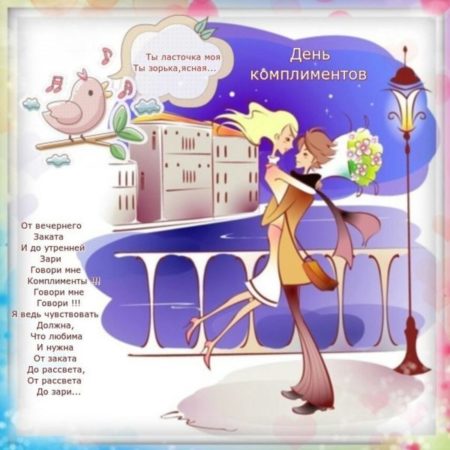 Ты ласточка моя
Ты зорька,ясная...
День
комплиментов
От вечернего
Заката
И до утренней
Зари
Говори мне
Комплименты !!!
Говори мне
Говори !!!
Я ведь чувствовать
Должна,
Что любима
И нужна
От заката
До рассвета,
От рассвета
До зари...